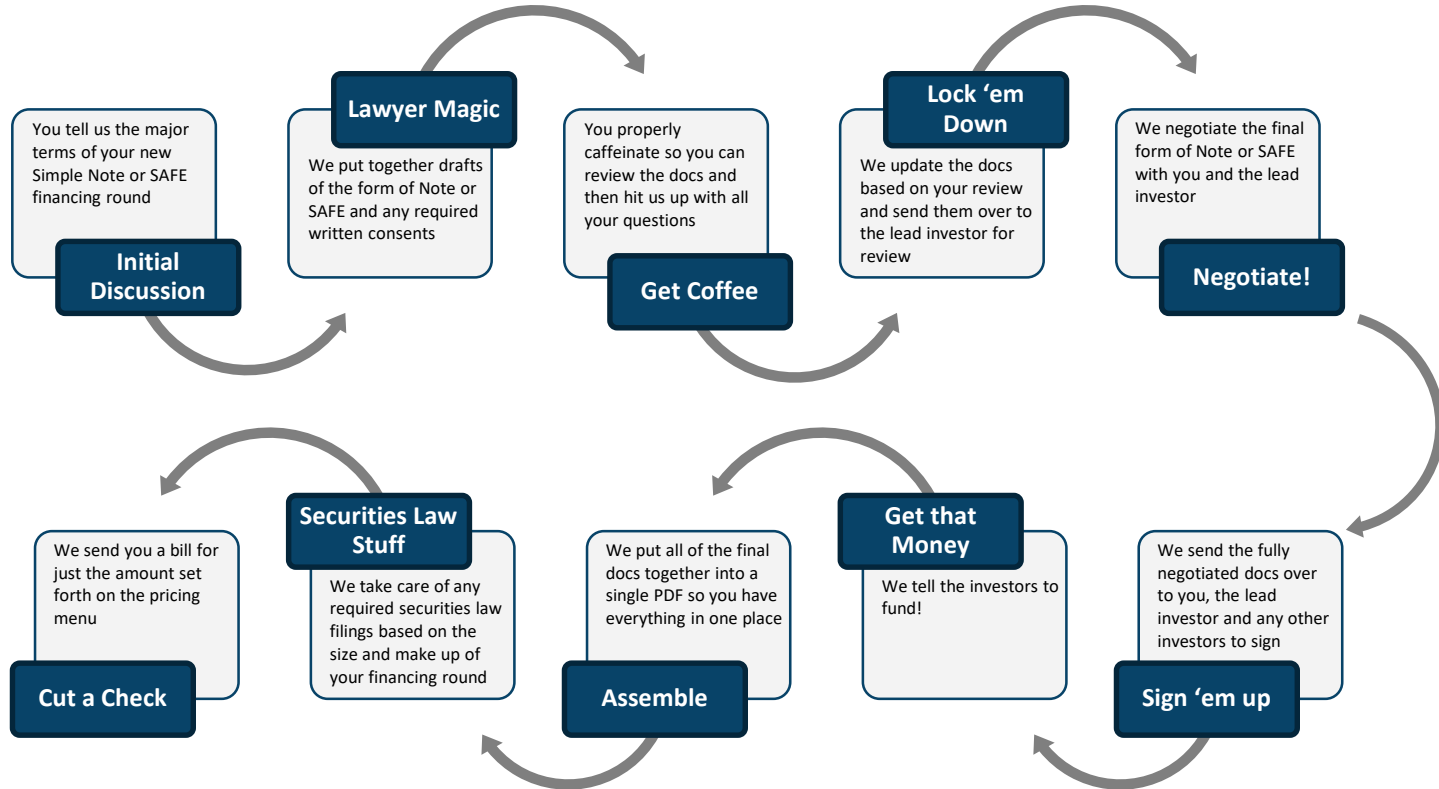 You tell us the major
terms of your new
Simple Note or SAFE
financing round
Initial
Discussion
Lawyer Magic
We put together drafts
of the form of Note or
SAFE and any required
written consents
You properly
caffeinate so you can
review the docs and
then hit us up with all
your questions
Get Coffee
Lock ‘em
Down
We update the docs
based on your review
and send them over to
the lead investor for
review
We negotiate the final
form of Note or SAFE
with you and the lead
investor
Negotiate!
We send the fully
negotiated docs over
to you, the lead
investor and any other
investors to sign
Sign ‘em up
Get that
Money
We tell the investors to
fund!
We put all of the final
docs together into a
single PDF so you have
everything in one place
Assemble
Securities Law
Stuff
We take care of any
required securities law
filings based on the
size and make up of
your financing round
We send you a bill for
just the amount set
forth on the pricing
menu
Cut a Check